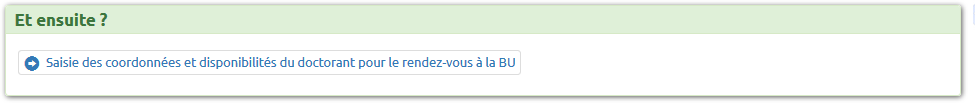 Et ensuite ?
Saisie des coordonnées et disponibilités du doctorant pour le rendez-vous à la BU